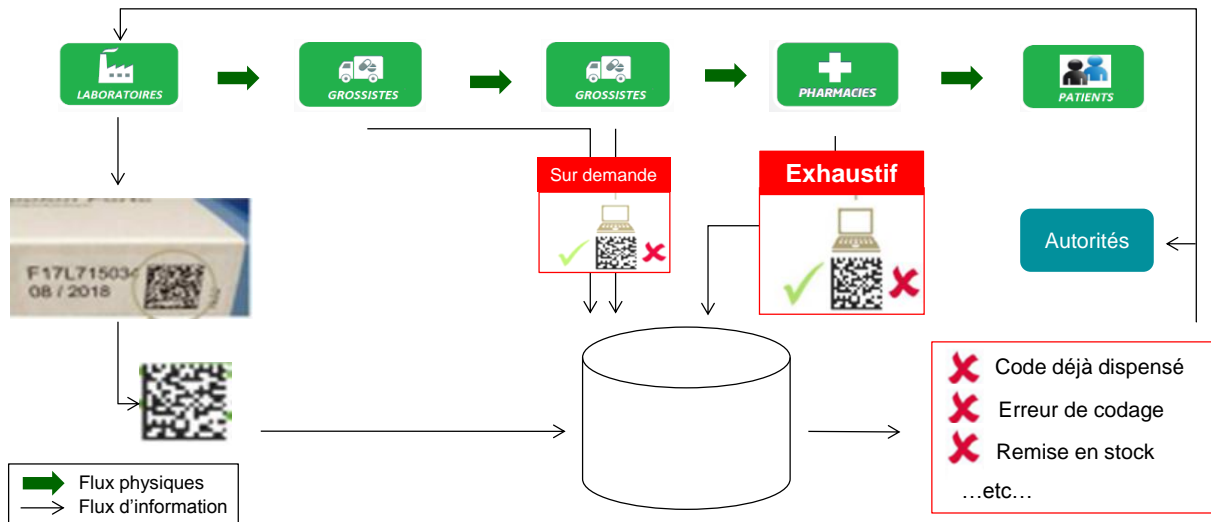 LABORATOIRES
GROSSISTES
GROSSISTES
PHARMACIES
PATIENTS
Sur demande
Exhaustif
Autorités
F17L715034
08 / 2018
Code déjà dispensé
Erreur de codage
Remise en stock
…etc…
Flux physiques
Flux d’information